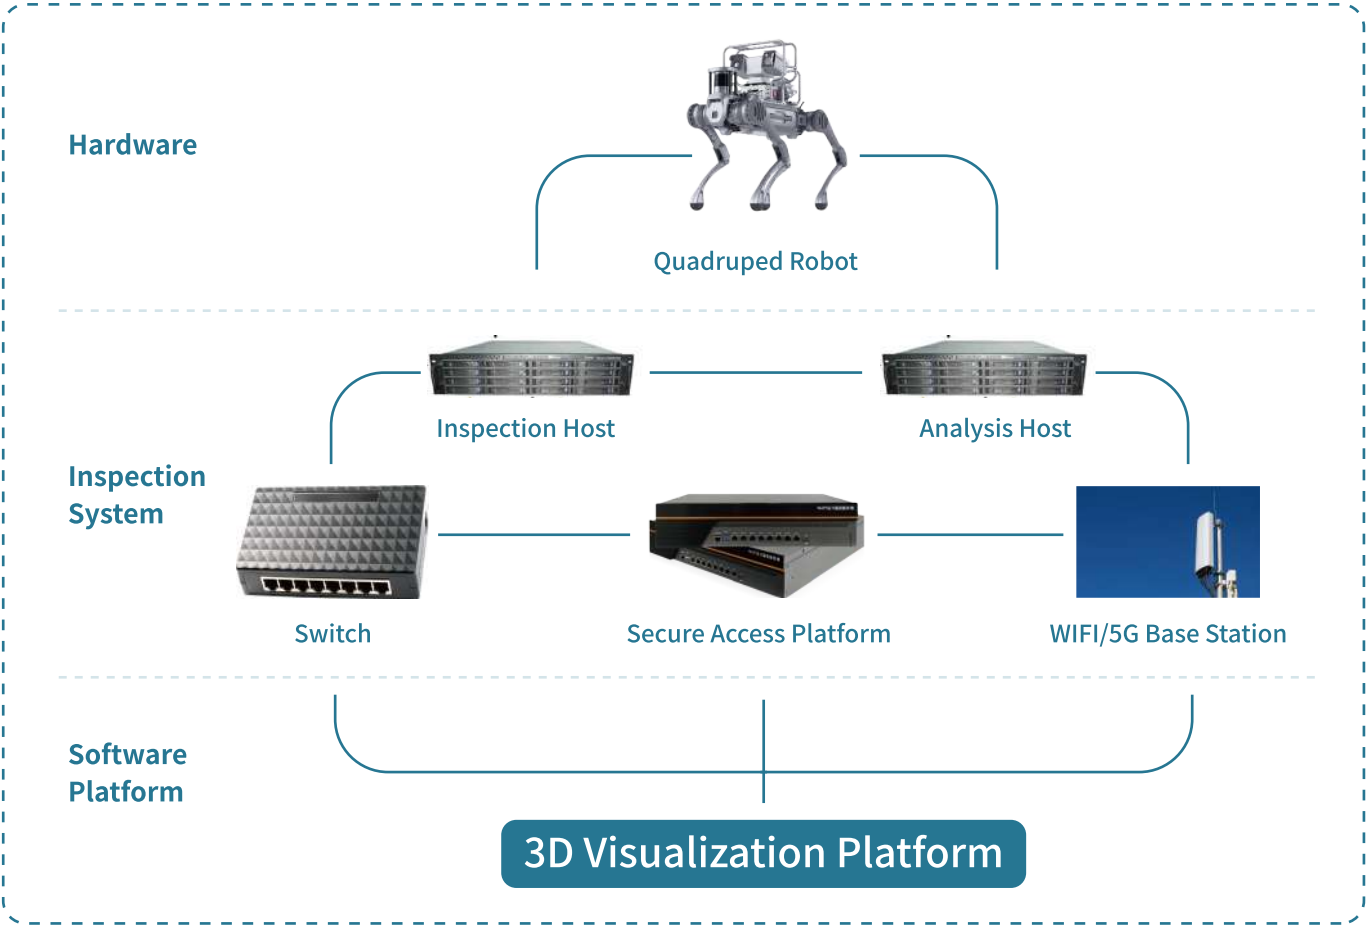 Hardware
Quadruped Robot
Inspection Host
Analysis Host
Inspection
System
Switch
Secure Access Platform
WIFI/5G Base Station
Software
Platform
3D Visualization Platform